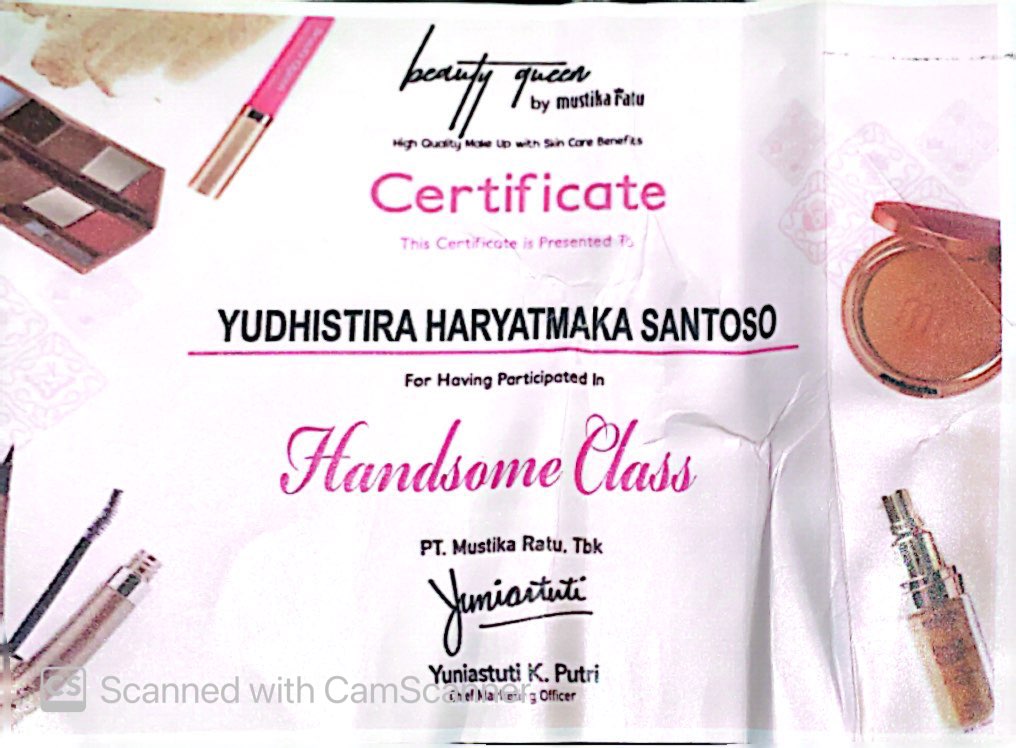 beauty queen
by mustika ratu
High Quality Make Up with Skin Care Benefits
Certificate
This Certificate is Presented To
YUDHISTIRA HARYATMAKA SANTOSO
For Having Participated In
Handsome Class
PT. Mustika Ratu, Tbk
Yuniastuti
Yuniastuti K. Putri
Chief Marketing Officer
CS Scanned with CamScanner